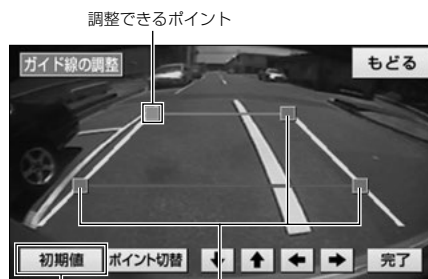 調整できるポイント
ガイド線の調整
もどる
初期値
ポイント切替
完了